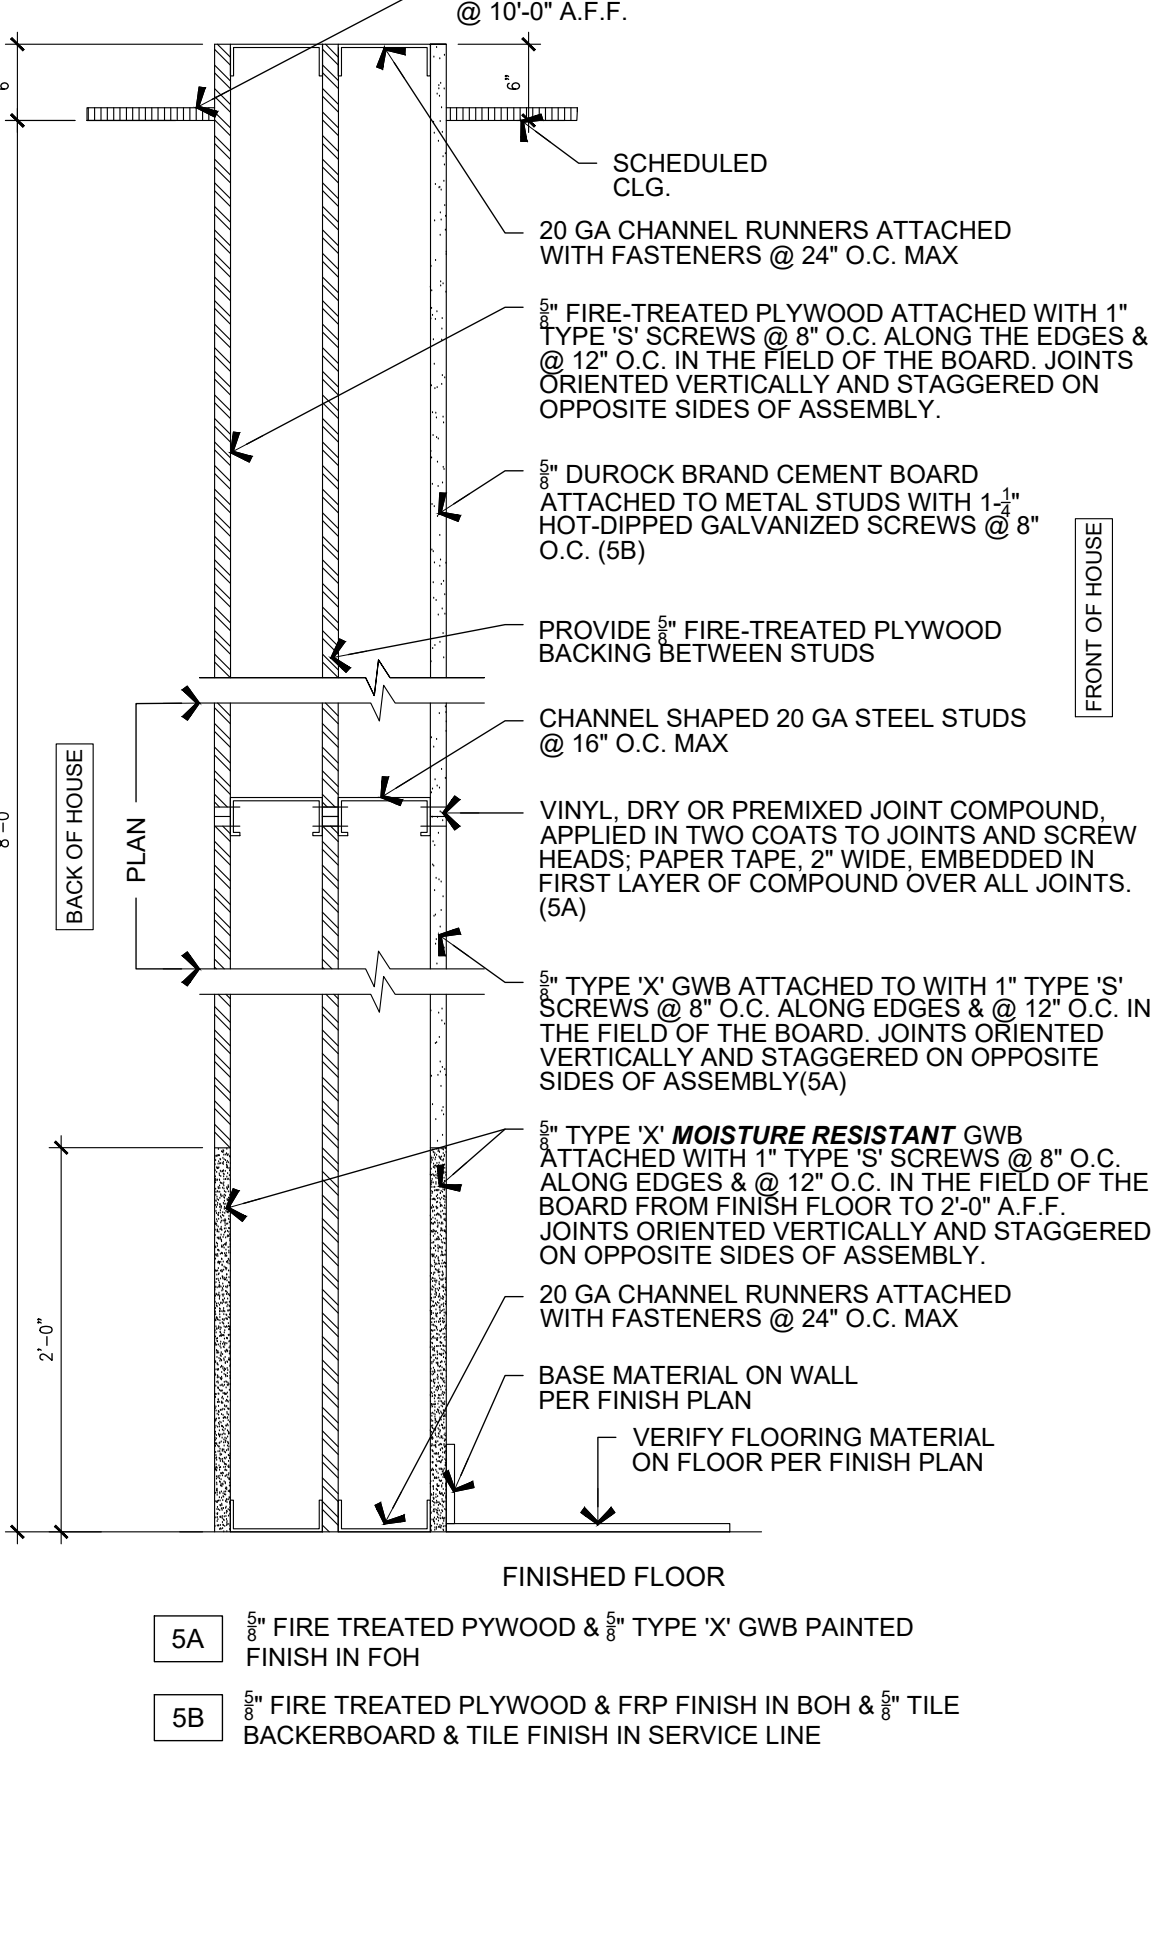 @ 10'-0" A.F.F.
6"
SCHEDULED
CLG.
20 GA CHANNEL RUNNERS ATTACHED
WITH FASTENERS @ 24" O.C. MAX
5/8" FIRE-TREATED PLYWOOD ATTACHED WITH 1"
TYPE 'S' SCREWS @ 8" O.C. ALONG THE EDGES &
@ 12" O.C. IN THE FIELD OF THE BOARD. JOINTS
ORIENTED VERTICALLY AND STAGGERED ON
OPPOSITE SIDES OF ASSEMBLY.
5/8" DUROCK BRAND CEMENT BOARD
ATTACHED TO METAL STUDS WITH 1-1/4"
HOT-DIPPED GALVANIZED SCREWS @ 8"
O.C. (5B)
FRONT OF HOUSE
PROVIDE 5/8" FIRE-TREATED PLYWOOD
BACKING BETWEEN STUDS
CHANNEL SHAPED 20 GA STEEL STUDS
@ 16" O.C. MAX
BACK OF HOUSE
PLAN
VINYL, DRY OR PREMIXED JOINT COMPOUND,
APPLIED IN TWO COATS TO JOINTS AND SCREW
HEADS; PAPER TAPE, 2" WIDE, EMBEDDED IN
FIRST LAYER OF COMPOUND OVER ALL JOINTS.
(5A)
5/8" TYPE 'X' GWB ATTACHED TO WITH 1" TYPE 'S'
SCREWS @ 8" O.C. ALONG EDGES & @ 12" O.C. IN
THE FIELD OF THE BOARD. JOINTS ORIENTED
VERTICALLY AND STAGGERED ON OPPOSITE
SIDES OF ASSEMBLY(5A)
5/8" TYPE 'X' MOISTURE RESISTANT GWB
ATTACHED WITH 1" TYPE 'S' SCREWS @ 8" O.C.
ALONG EDGES & @ 12" O.C. IN THE FIELD OF THE
BOARD FROM FINISH FLOOR TO 2'-0" A.F.F.
JOINTS ORIENTED VERTICALLY AND STAGGERED
ON OPPOSITE SIDES OF ASSEMBLY.
2'-0"
20 GA CHANNEL RUNNERS ATTACHED
WITH FASTENERS @ 24" O.C. MAX
BASE MATERIAL ON WALL
PER FINISH PLAN
VERIFY FLOORING MATERIAL
ON FLOOR PER FINISH PLAN
FINISHED FLOOR
5A
5/8" FIRE TREATED PYWOOD & 5/8" TYPE 'X' GWB PAINTED
FINISH IN FOH
5B
5/8" FIRE TREATED PLYWOOD & FRP FINISH IN BOH & 5/8" TILE
BACKERBOARD & TILE FINISH IN SERVICE LINE